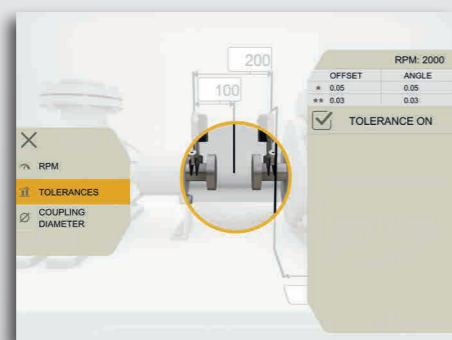 200
100
RPM: 2000
OFFSET ANGLE
★ 0.05 0.05
★★ 0.03 0.03
TOLERANCE ON
RPM
TOLERANCES
COUPLING
DIAMETER